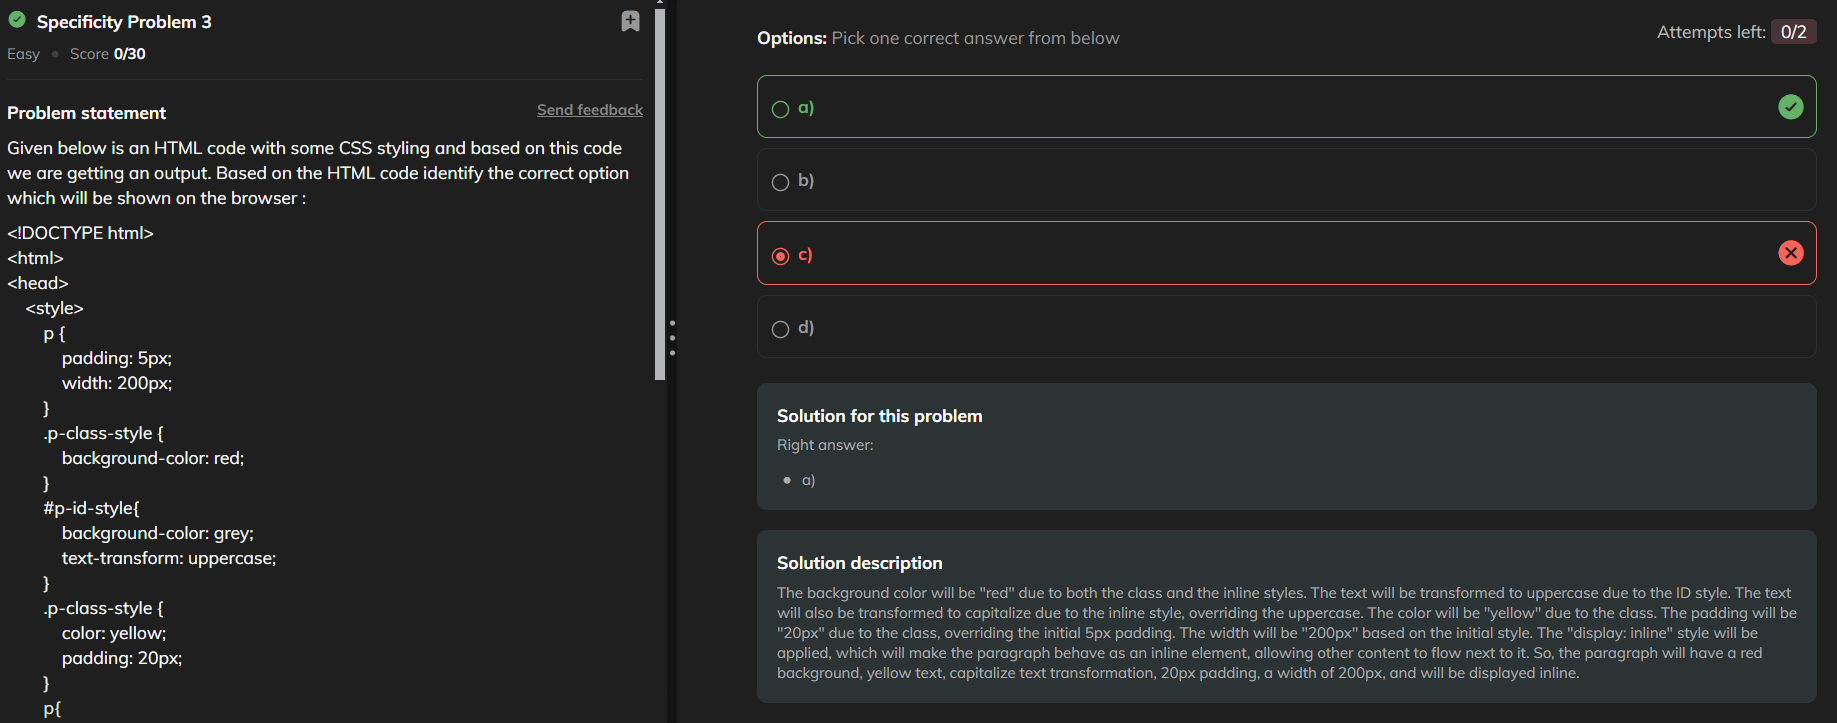 Specificity Problem 3
Easy • Score 0/30
Problem statement
Send feedback
Given below is an HTML code with some CSS styling and based on this code
we are getting an output. Based on the HTML code identify the correct option
which will be shown on the browser :
<!DOCTYPE html>
<html>
<head>
<style>
p {
padding: 5px;
width: 200px;
}
.p-class-style {
background-color: red;
}
#p-id-style{
background-color: grey;
text-transform: uppercase;
}
.p-class-style {
color: yellow;
padding: 20px;
}
p{
Options: Pick one correct answer from below
Attempts left: 0/2
a)
b)
c)
d)
Solution for this problem
Right answer:
• a)
Solution description
The background color will be "red" due to both the class and the inline styles. The text will be transformed to uppercase due to the ID style. The text
will also be transformed to capitalize due to the inline style, overriding the uppercase. The color will be "yellow" due to the class. The padding will be
"20px" due to the class, overriding the initial 5px padding. The width will be "200px" based on the initial style. The "display: inline" style will be
applied, which will make the paragraph behave as an inline element, allowing other content to flow next to it. So, the paragraph will have a red
background, yellow text, capitalize text transformation, 20px padding, a width of 200px, and will be displayed inline.